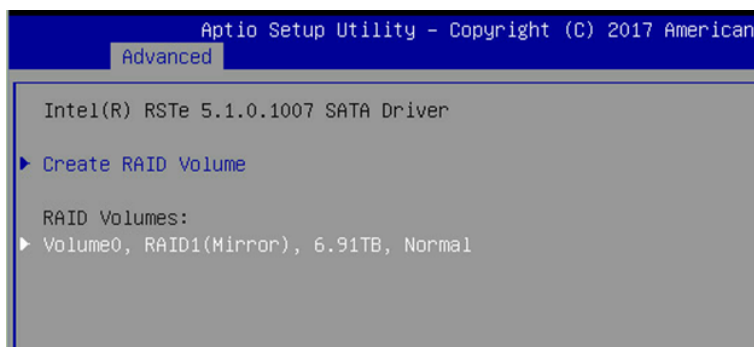 Aptio Setup Utility – Copyright (C) 2017 American
Advanced
Intel(R) RSTe 5.1.0.1007 SATA Driver
Create RAID Volume
RAID Volumes:
Volume0, RAID1(Mirror), 6.91TB, Normal